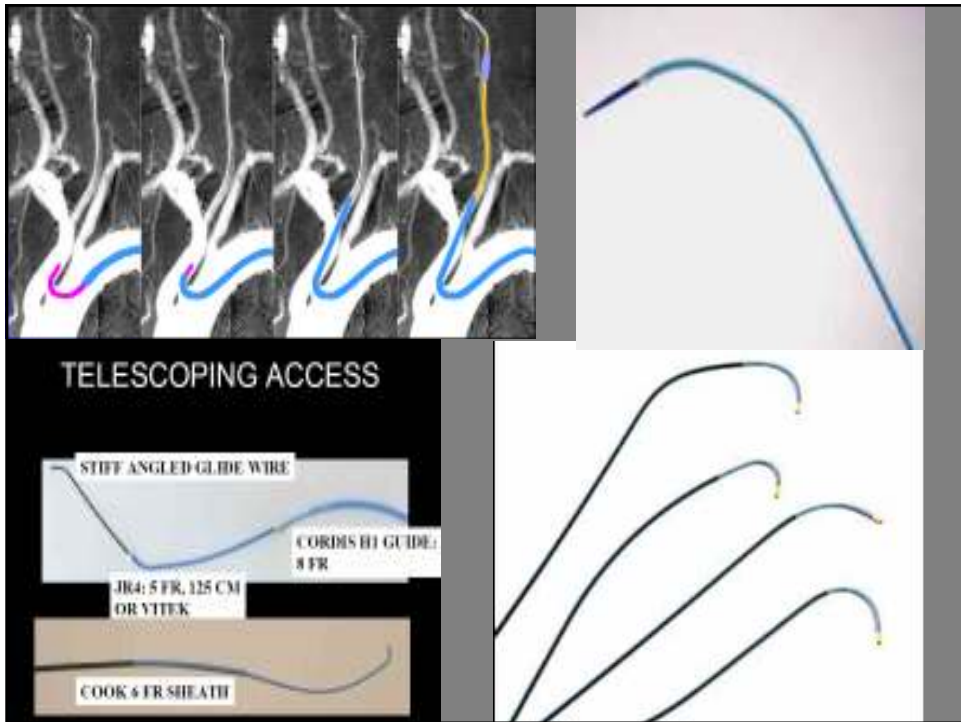 TELESCOPING ACCESS
STIFF ANGLED GLIDE WIRE
CORDIS H1 GUIDE:
8 FR
JR4: 5 FR, 125 CM
OR VITEK
COOK 6 FR SHEATH